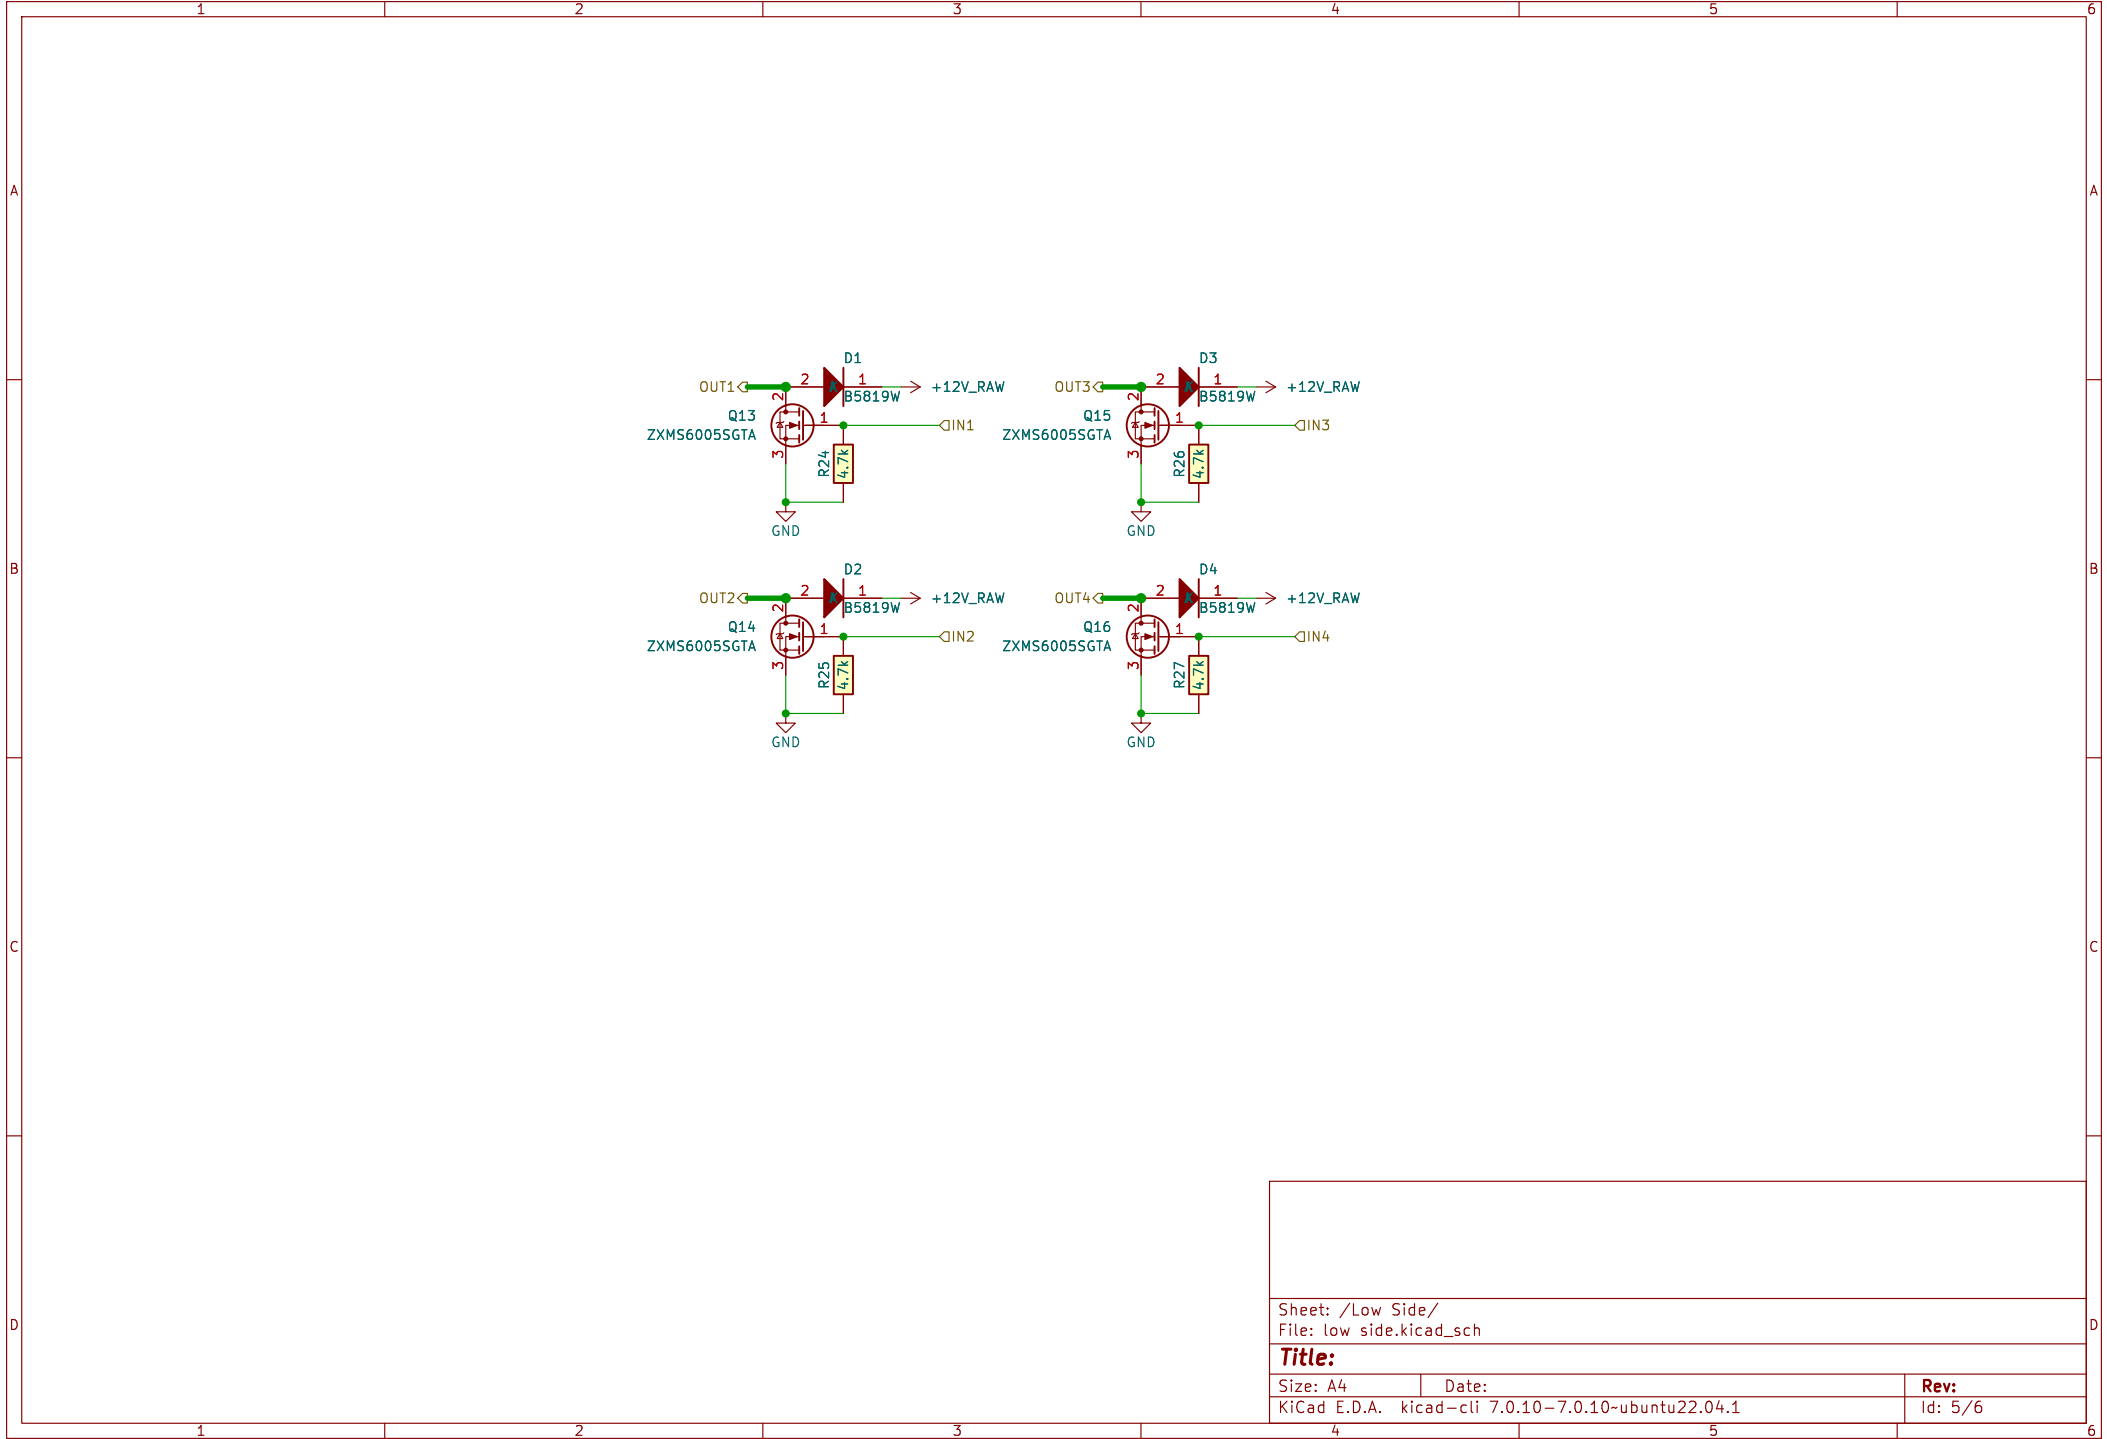 1 2 3 4 5 6
A A
B B
C C
D D
D1
OUT1 2 1 +12V_RAW
A K
B5819W
Q13 2
ZXMS6005SGTA
1 IN1
3
R24 4.7k
GND
D3
OUT3 2 1 +12V_RAW
B5819W
Q15 2
ZXMS6005SGTA
1 IN3
3
R26 4.7k
GND
D2
OUT2 2 1 +12V_RAW
B5819W
Q14 2
ZXMS6005SGTA
1 IN2
3
R25 4.7k
GND
D4
OUT4 2 1 +12V_RAW
B5819W
Q16 2
ZXMS6005SGTA
1 IN4
3
R27 4.7k
GND
Sheet: /Low Side/
File: low side.kicad_sch
Title:
Size: A4 Date: Rev:
KiCad E.D.A. kicad-cli 7.0.10-7.0.10~ubuntu22.04.1 Id: 5/6
1 2 3 4 5 6